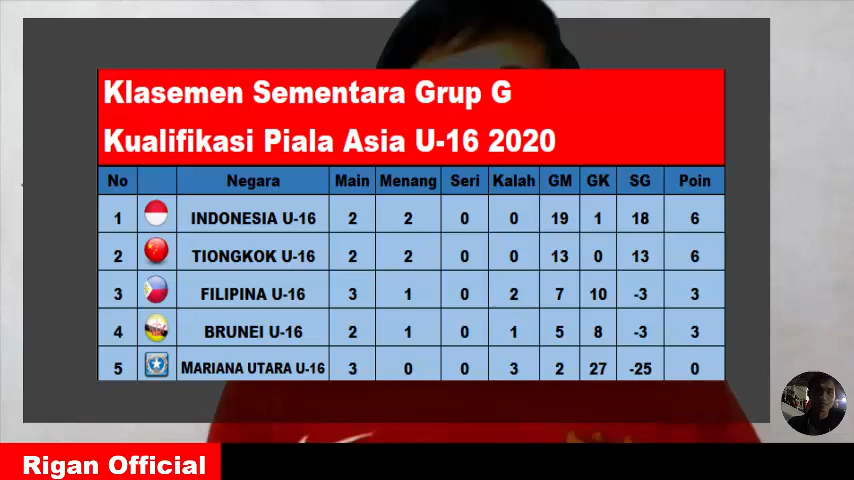 Klasemen Sementara Grup G
Kualifikasi Piala Asia U-16 2020
No Negara Main Menang Seri Kalah GM GK SG Poin
1 INDONESIA U-16 2 2 0 0 19 1 18 6
2 TIONGKOK U-16 2 2 0 0 13 0 13 6
3 FILIPINA U-16 3 1 0 2 7 10 -3 3
4 BRUNEI U-16 2 1 0 1 5 8 -3 3
5 MARIANA UTARA U-16 3 0 0 3 2 27 -25 0
Rigan Official